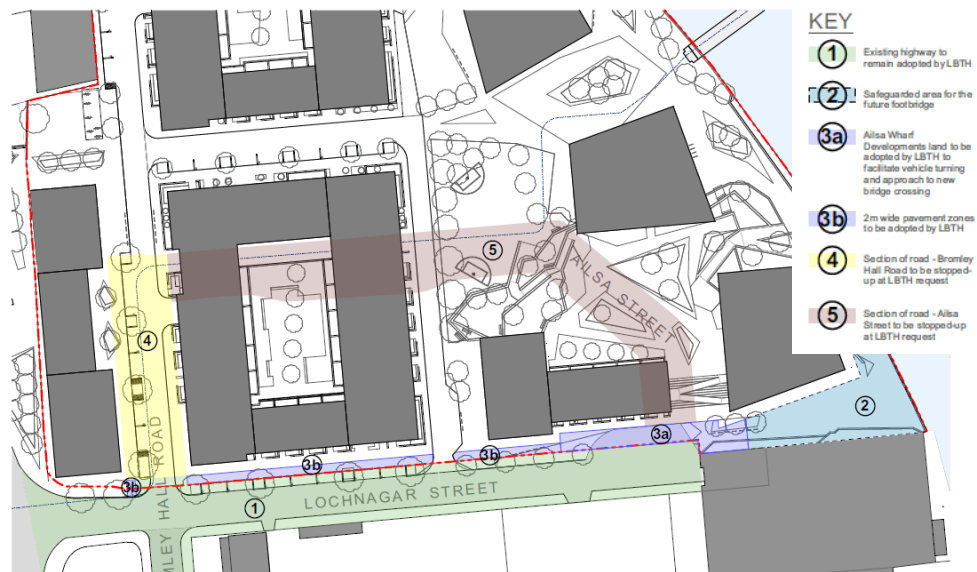 KEY
1
Existing highway to
remain adopted by LBTH
2
Safeguarded area for the
future footbridge
3a
Ailsa Wharf
Developments land to be
adopted by LBTH to
facilitate vehicle turning
and approach to new
bridge crossing
3b
2m wide pavement zones
to be adopted by LBTH
4
Section of road - Bromley
Hall Road to be stopped-
up at LBTH request
5
Section of road - Ailsa
Street to be stopped-up
at LBTH request
5
AILSA STREET
4
2
3a
3b
3b
3b
1
LOCHNAGAR STREET
MLEY HALL ROAD